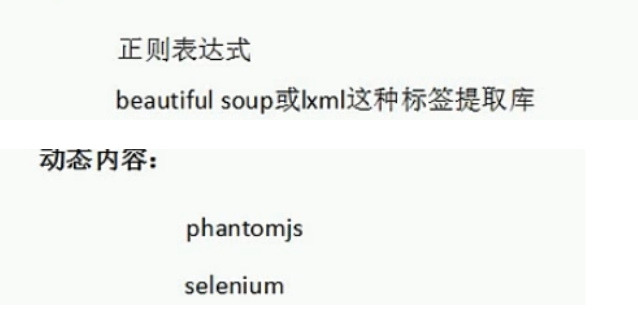 正则表达式
beautiful soup或lxml这种标签提取库
动态内容：
phantomjs
selenium